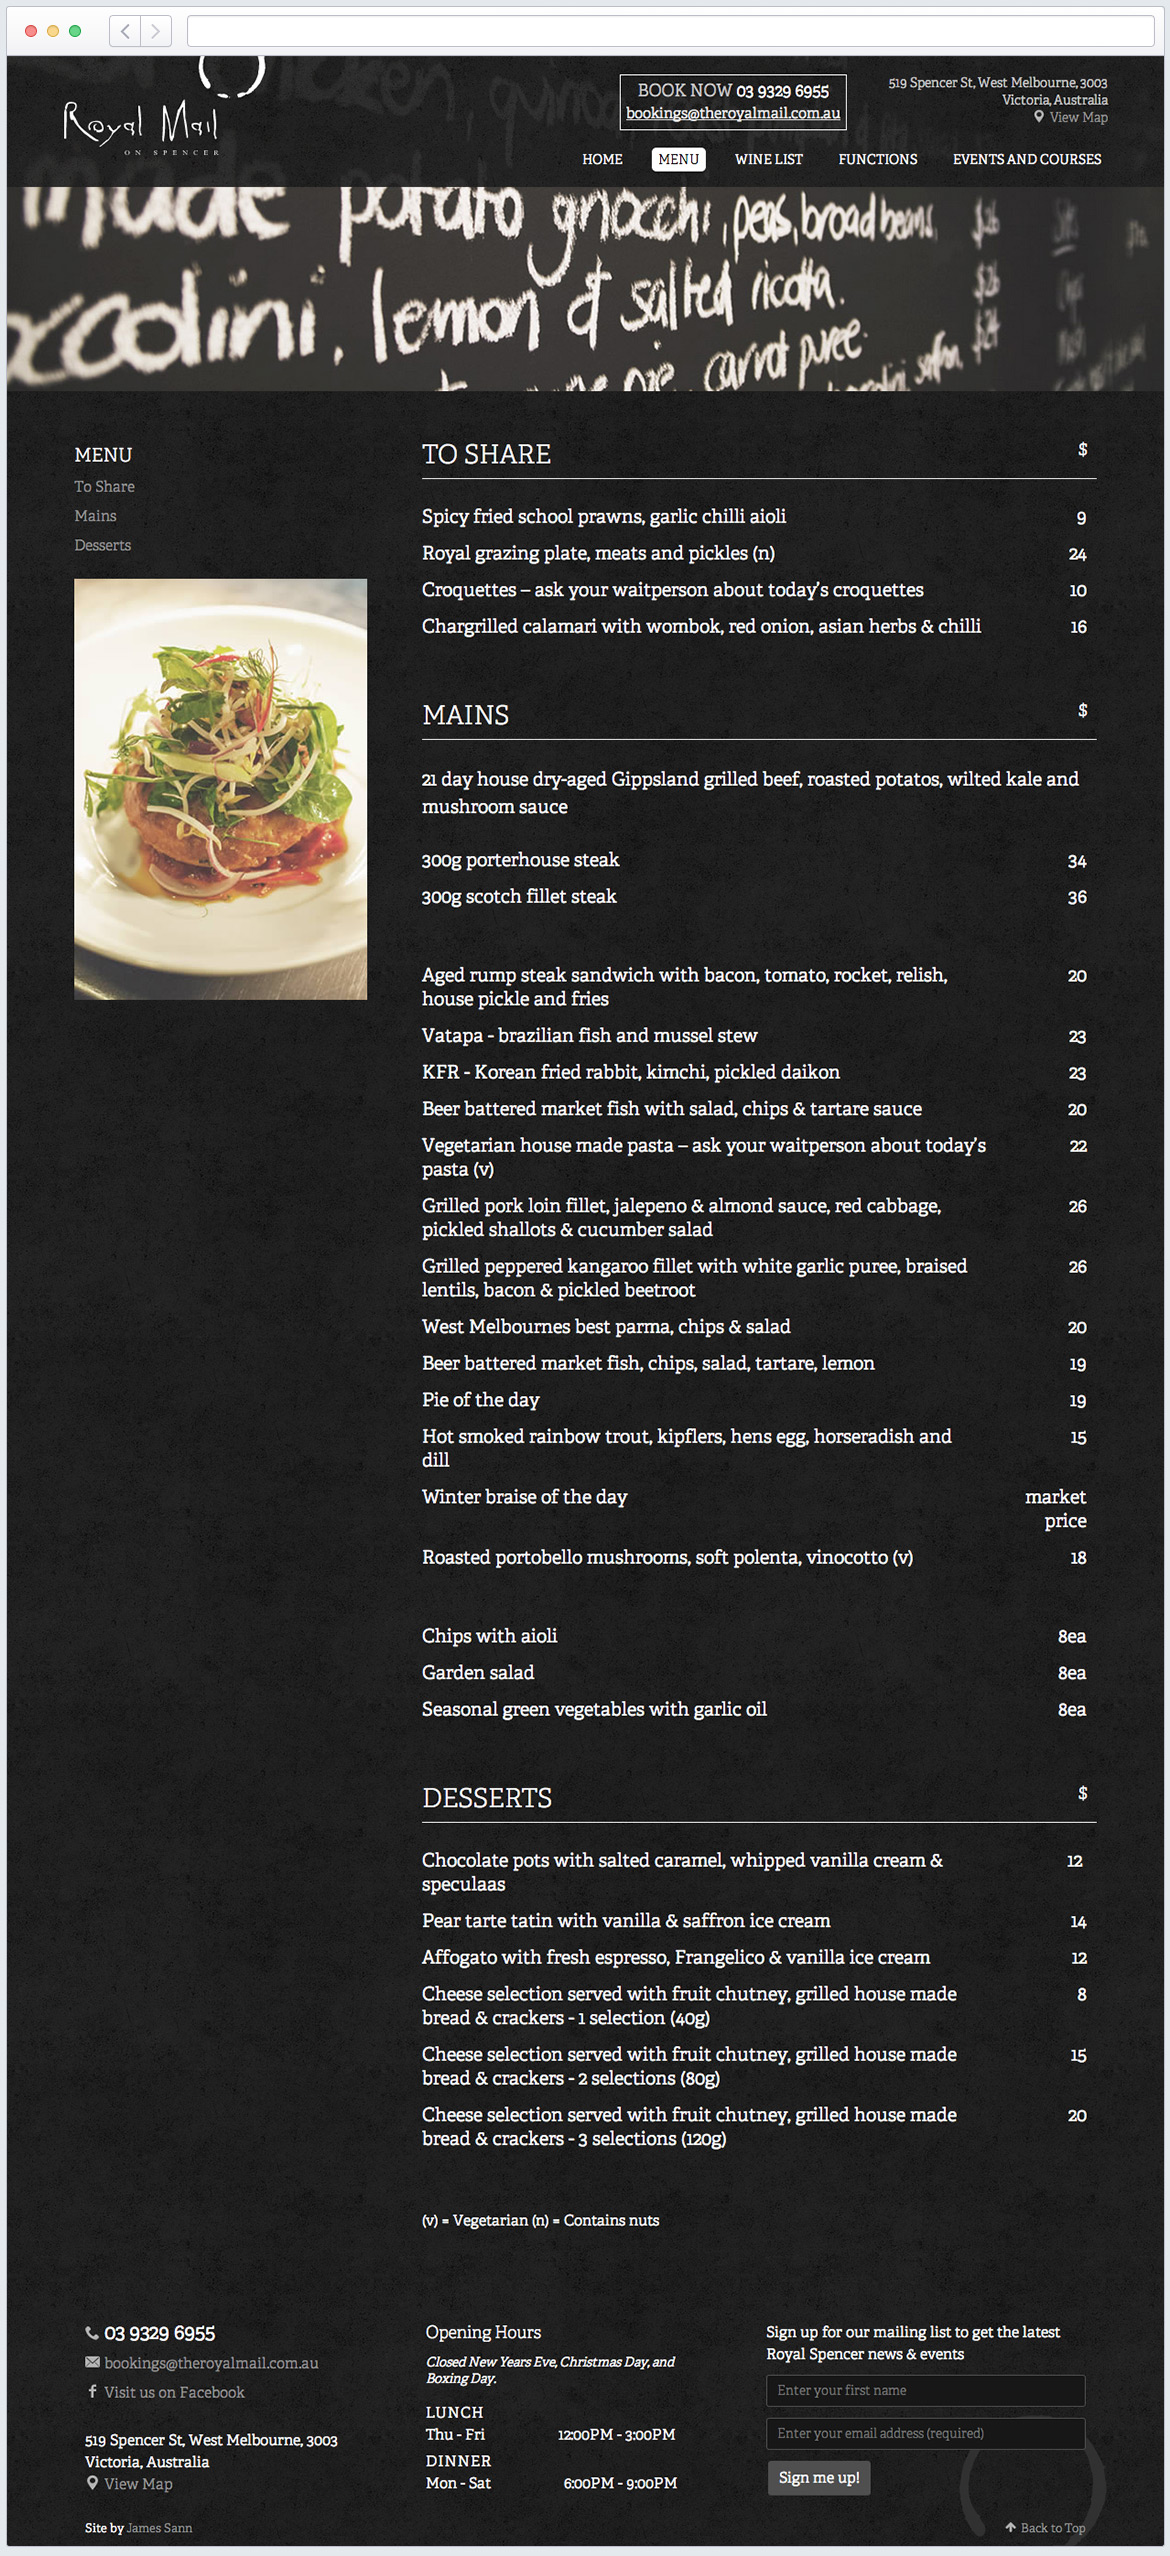 Royal Mail
ON SPENCER
BOOK NOW 03 9329 6955
bookings@theroyalmail.com.au
519 Spencer St, West Melbourne, 3003
Victoria, Australia
View Map
HOME MENU WINE LIST FUNCTIONS EVENTS AND COURSES
made potato gnocchi, peas, broad beans, $26
ccolini, lemon & salted ricotta. $26
carrot puree. $24
MENU
To Share
Mains
Desserts
TO SHARE $
Spicy fried school prawns, garlic chilli aioli 9
Royal grazing plate, meats and pickles (n) 24
Croquettes – ask your waitperson about today’s croquettes 10
Chargrilled calamari with wombok, red onion, asian herbs & chilli 16
MAINS $
21 day house dry-aged Gippsland grilled beef, roasted potatos, wilted kale and
mushroom sauce
300g porterhouse steak 34
300g scotch fillet steak 36
Aged rump steak sandwich with bacon, tomato, rocket, relish, 20
house pickle and fries
Vatapa - brazilian fish and mussel stew 23
KFR - Korean fried rabbit, kimchi, pickled daikon 23
Beer battered market fish with salad, chips & tartare sauce 20
Vegetarian house made pasta – ask your waitperson about today’s 22
pasta (v)
Grilled pork loin fillet, jalepeno & almond sauce, red cabbage, 26
pickled shallots & cucumber salad
Grilled peppered kangaroo fillet with white garlic puree, braised 26
lentils, bacon & pickled beetroot
West Melbournes best parma, chips & salad 20
Beer battered market fish, chips, salad, tartare, lemon 19
Pie of the day 19
Hot smoked rainbow trout, kipflers, hens egg, horseradish and 15
dill
Winter braise of the day market
price
Roasted portobello mushrooms, soft polenta, vinocotto (v) 18
Chips with aioli 8ea
Garden salad 8ea
Seasonal green vegetables with garlic oil 8ea
DESSERTS $
Chocolate pots with salted caramel, whipped vanilla cream & 12
speculaas
Pear tarte tatin with vanilla & saffron ice cream 14
Affogato with fresh espresso, Frangelico & vanilla ice cream 12
Cheese selection served with fruit chutney, grilled house made 8
bread & crackers - 1 selection (40g)
Cheese selection served with fruit chutney, grilled house made 15
bread & crackers - 2 selections (80g)
Cheese selection served with fruit chutney, grilled house made 20
bread & crackers - 3 selections (120g)
(v) = Vegetarian (n) = Contains nuts
03 9329 6955
bookings@theroyalmail.com.au
Visit us on Facebook
519 Spencer St, West Melbourne, 3003
Victoria, Australia
View Map
Site by James Sann
Opening Hours
Closed New Years Eve, Christmas Day, and
Boxing Day.
LUNCH
Thu - Fri 12:00PM - 3:00PM
DINNER
Mon - Sat 6:00PM - 9:00PM
Sign up for our mailing list to get the latest
Royal Spencer news & events
Enter your first name
Enter your email address (required)
Sign me up!
Back to Top